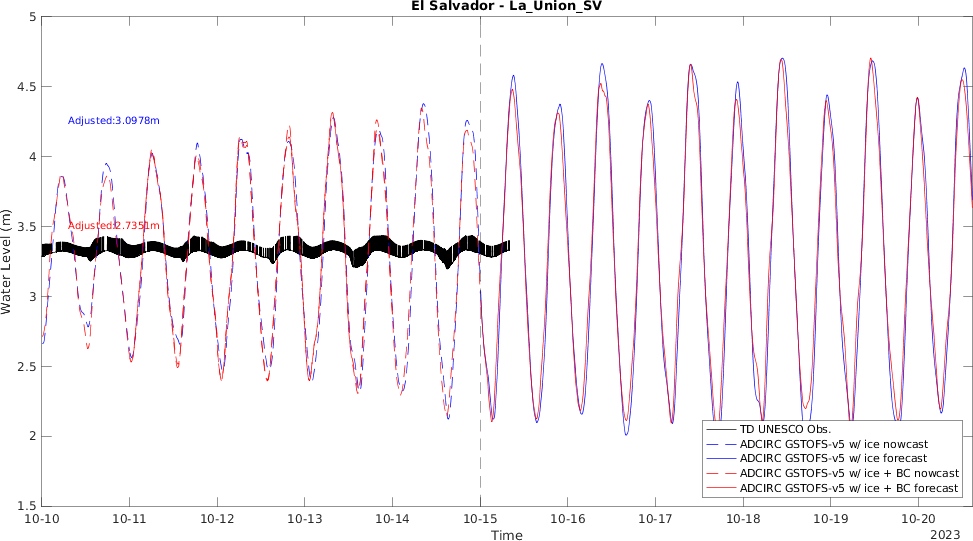 El Salvador - La_Union_SV
5
4.5
4
3.5
3
2.5
2
1.5
Water Level (m)
Adjusted:3.0978m
Adjusted:2.7351m
TD UNESCO Obs.
ADCIRC GSTOFS-v5 w/ ice nowcast
ADCIRC GSTOFS-v5 w/ ice forecast
ADCIRC GSTOFS-v5 w/ ice + BC nowcast
ADCIRC GSTOFS-v5 w/ ice + BC forecast
10-10 10-11 10-12 10-13 10-14 10-15 10-16 10-17 10-18 10-19 10-20
Time
2023